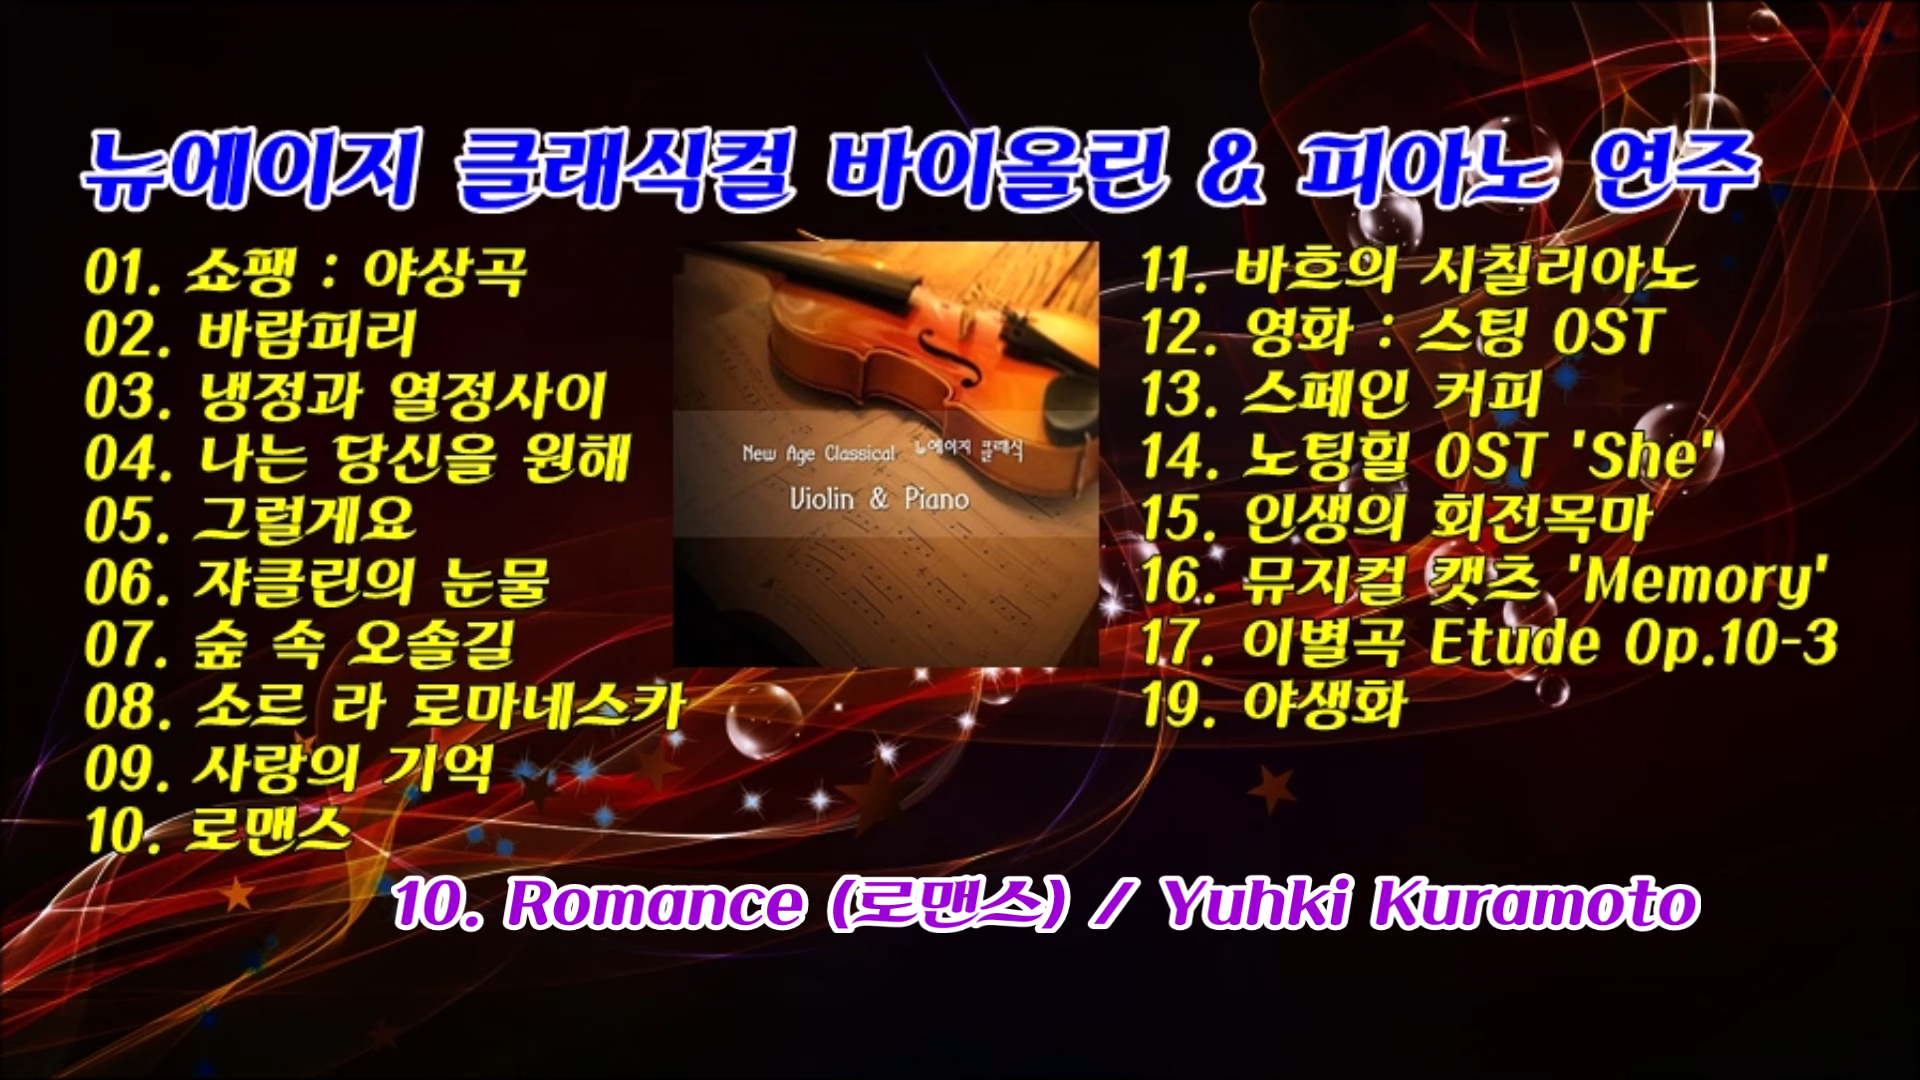 뉴에이지 클래식컬 바이올린 & 피아노 연주
01. 쇼팽 : 야상곡
02. 바람피리
03. 냉정과 열정사이
04. 나는 당신을 원해
05. 그럴게요
06. 쟈클린의 눈물
07. 숲 속 오솔길
08. 소르 라 로마네스카
09. 사랑의 기억
10. 로맨스
New Age Classical 뉴에이지 클래식
Violin & Piano
11. 바흐의 시칠리아노
12. 영화 : 스팅 OST
13. 스페인 커피
14. 노팅힐 OST 'She'
15. 인생의 회전목마
16. 뮤지컬 캣츠 'Memory'
17. 이별곡 Etude Op.10-3
19. 야생화
10. Romance (로맨스) / Yuhki Kuramoto